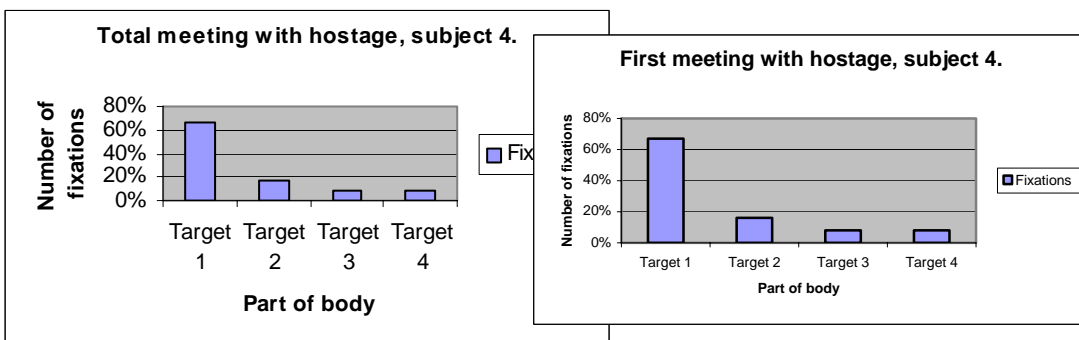 Total meeting with hostage, subject 4.
Number of
fixations
80%
60%
40%
20%
0%
Target
1
Target
2
Target
3
Target
4
Part of body
Fix
First meeting with hostage, subject 4.
Number of fixations
80%
60%
40%
20%
0%
Target 1 Target 2 Target 3 Target 4
Part of body
Fixations